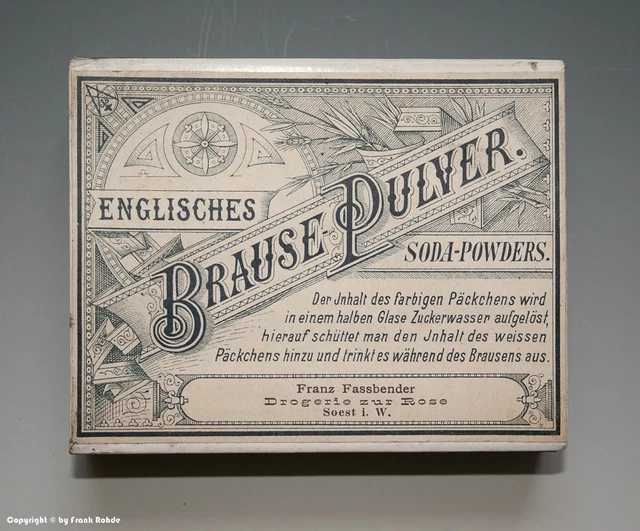 ENGLISCHES
BRAUSE-PULVER.
SODA-POWDERS.
Der Jnhalt des farbigen Päckchens wird
in einem halben Glase Zuckerwasser aufgelöst,
hierauf schüttet man den Jnhalt des weissen
Päckchens hinzu und trinkt es während des Brausens aus.
Franz Fassbender
Drogerie zur Rose
Soest i. W.
Copyright © by Frank Rohde